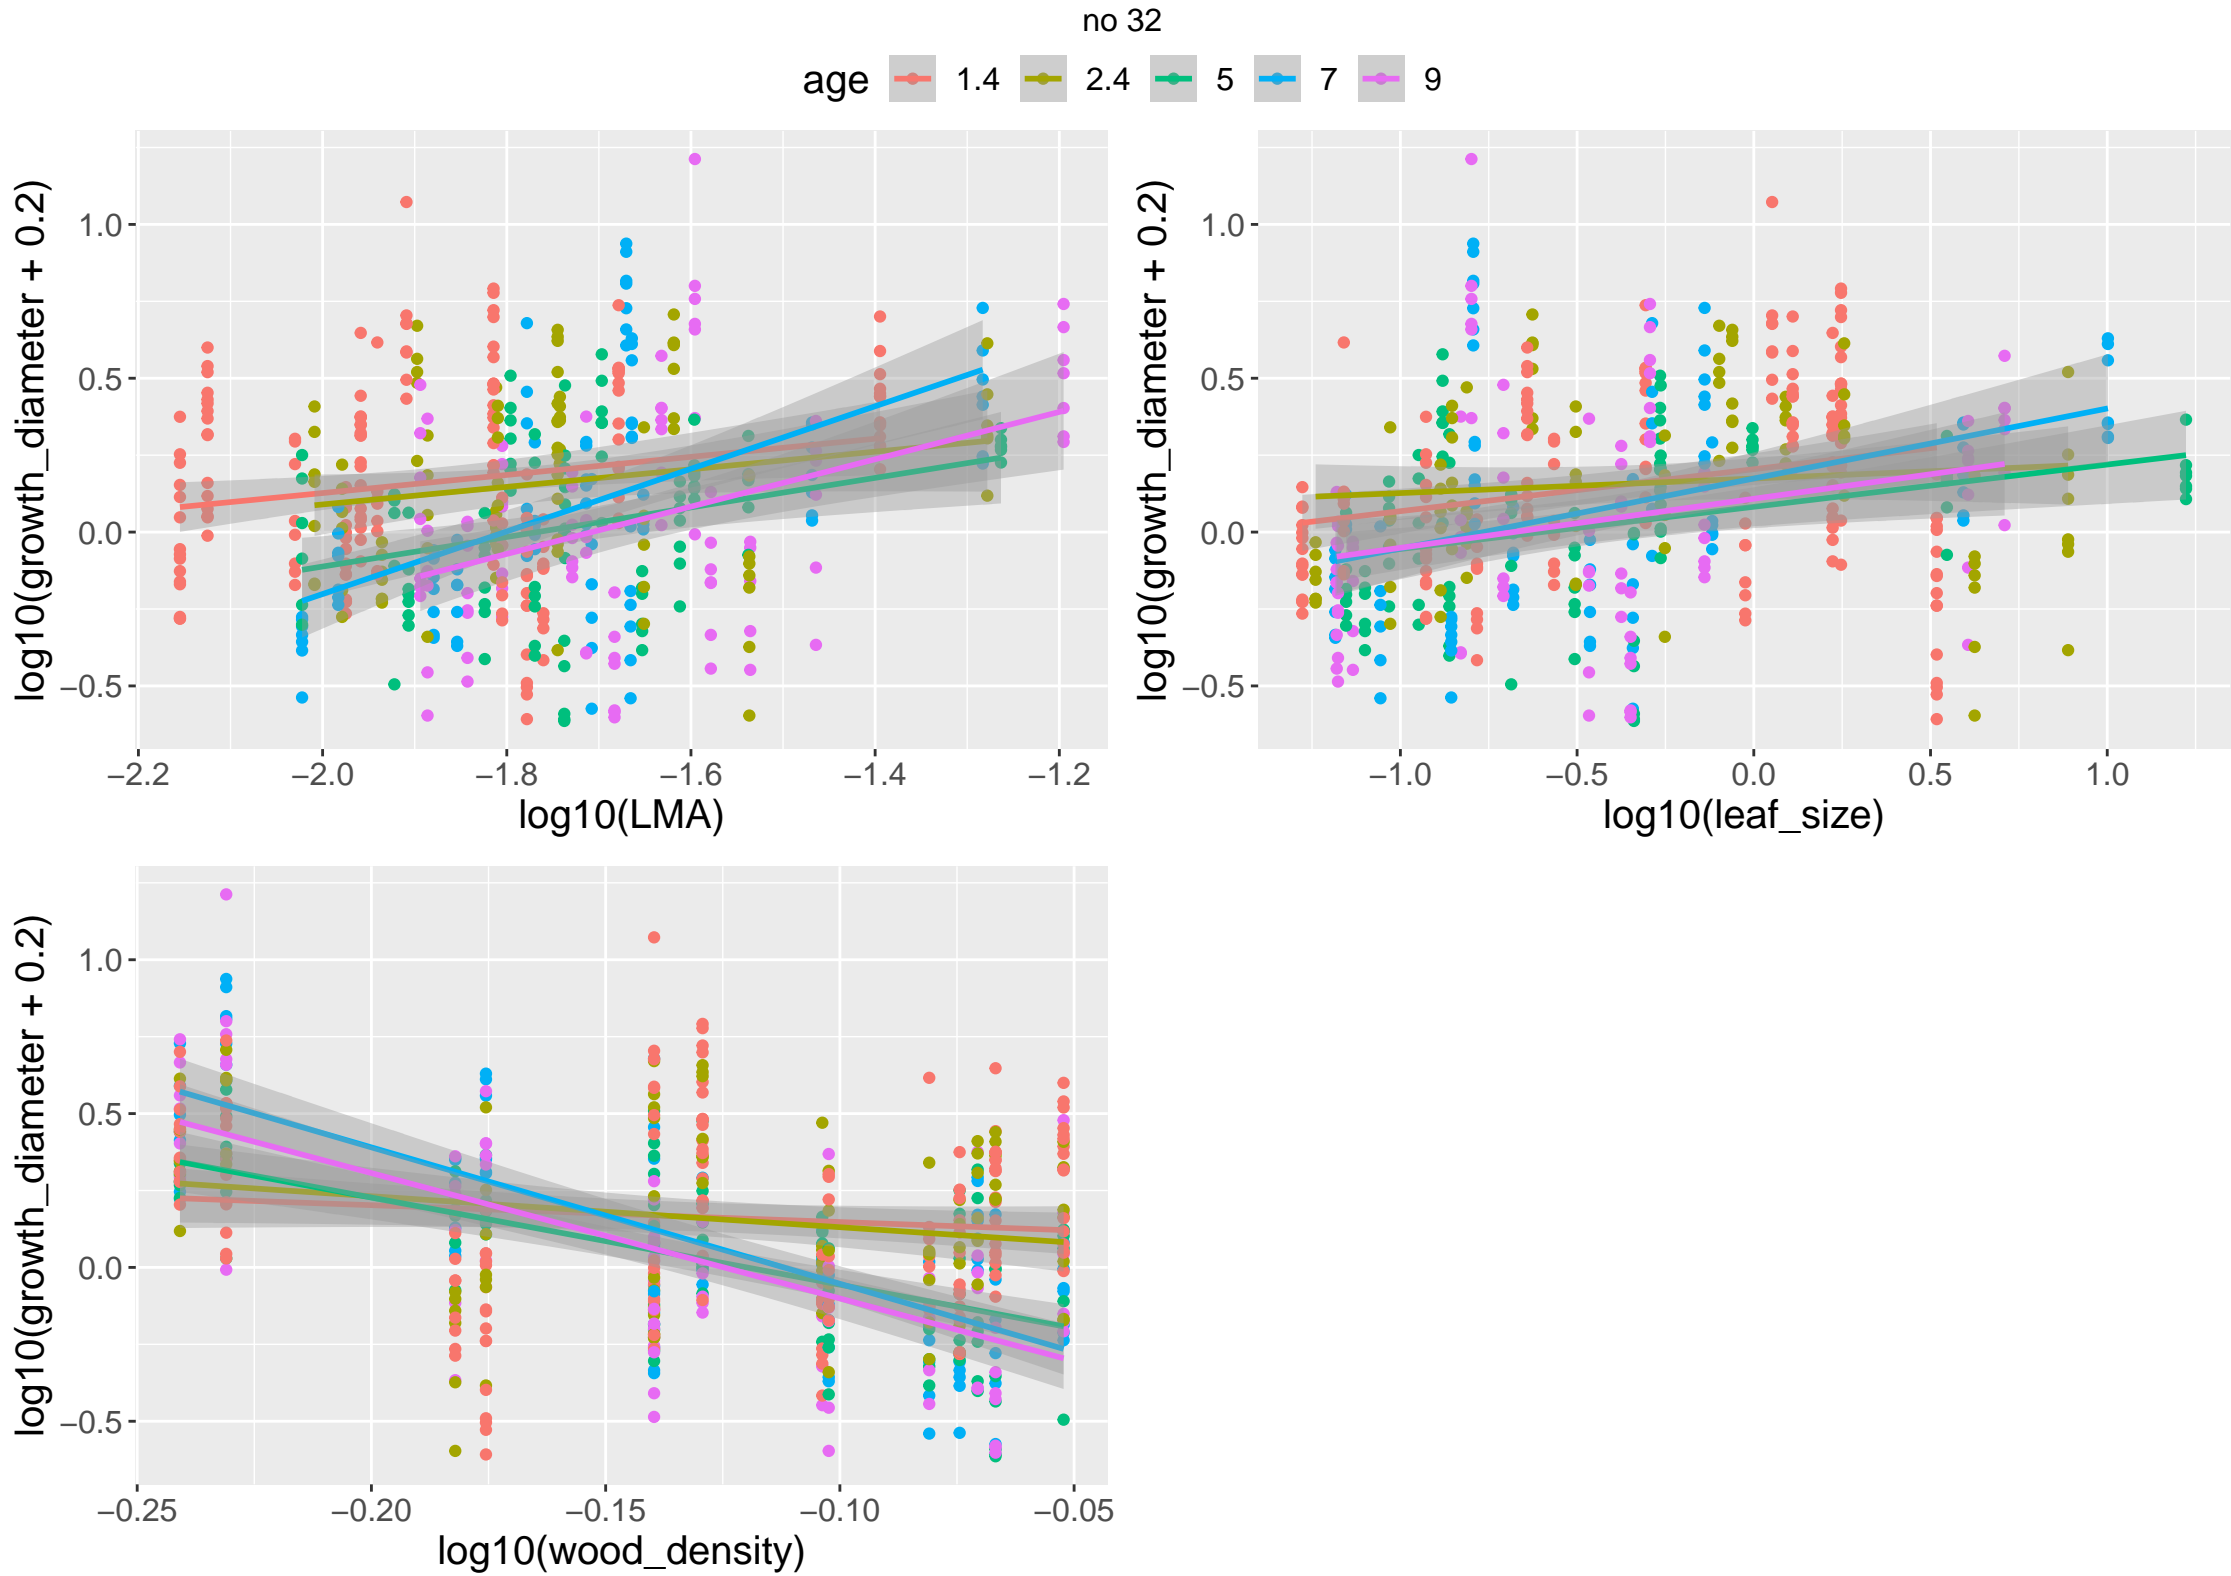 no 32
age 1.4 2.4 5 7 9
log10(growth_diameter + 0.2)
1.0
0.5
0.0
−0.5
−2.2 −2.0 −1.8 −1.6 −1.4 −1.2
log10(LMA)
log10(growth_diameter + 0.2)
1.0
0.5
0.0
−0.5
−1.0 −0.5 0.0 0.5 1.0
log10(leaf_size)
log10(growth_diameter + 0.2)
1.0
0.5
0.0
−0.5
−0.25 −0.20 −0.15 −0.10 −0.05
log10(wood_density)